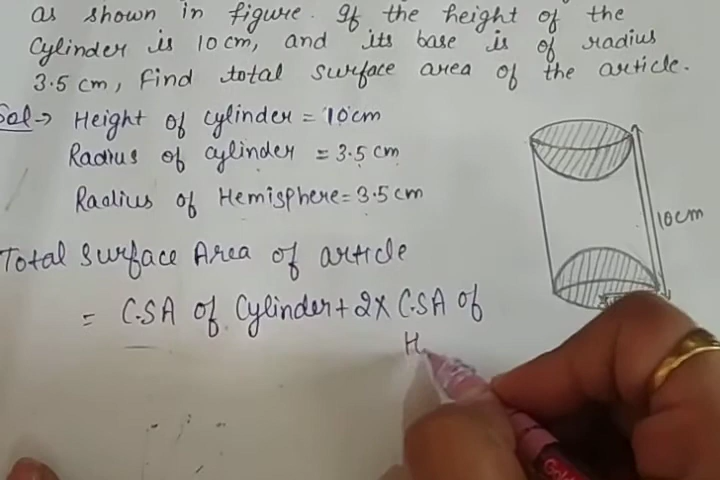 as shown in figure. If the height of the
Cylinder is 10 cm, and its base is of radius
3.5 cm, Find total surface area of the article.
Sol→ Height of cylinder = 10cm
Radius of cylinder = 3.5 cm
Radius of Hemisphere = 3.5 cm
10cm
Total Surface Area of article
= C.S.A of Cylinder + 2 X C.S.A of
H